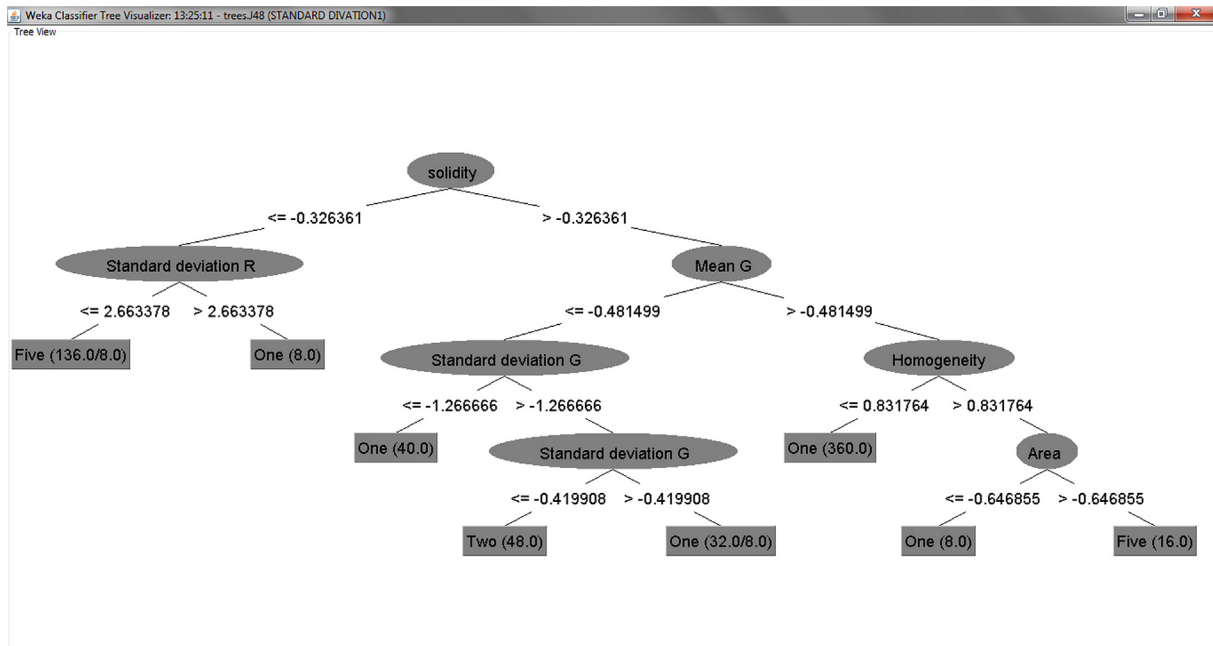 Weka Classifier Tree Visualizer: 13:25:11 - trees.J48 (STANDARD DIVATION1)
Tree View
solidity
<= -0.326361 > -0.326361
Standard deviation R Mean G
<= 2.663378 > 2.663378 <= -0.481499 > -0.481499
Five (136.0/8.0) One (8.0) Standard deviation G Homogeneity
<= -1.266666 > -1.266666 <= 0.831764 > 0.831764
One (40.0) Standard deviation G One (360.0) Area
<= -0.419908 > -0.419908 <= -0.646855 > -0.646855
Two (48.0) One (32.0/8.0) One (8.0) Five (16.0)